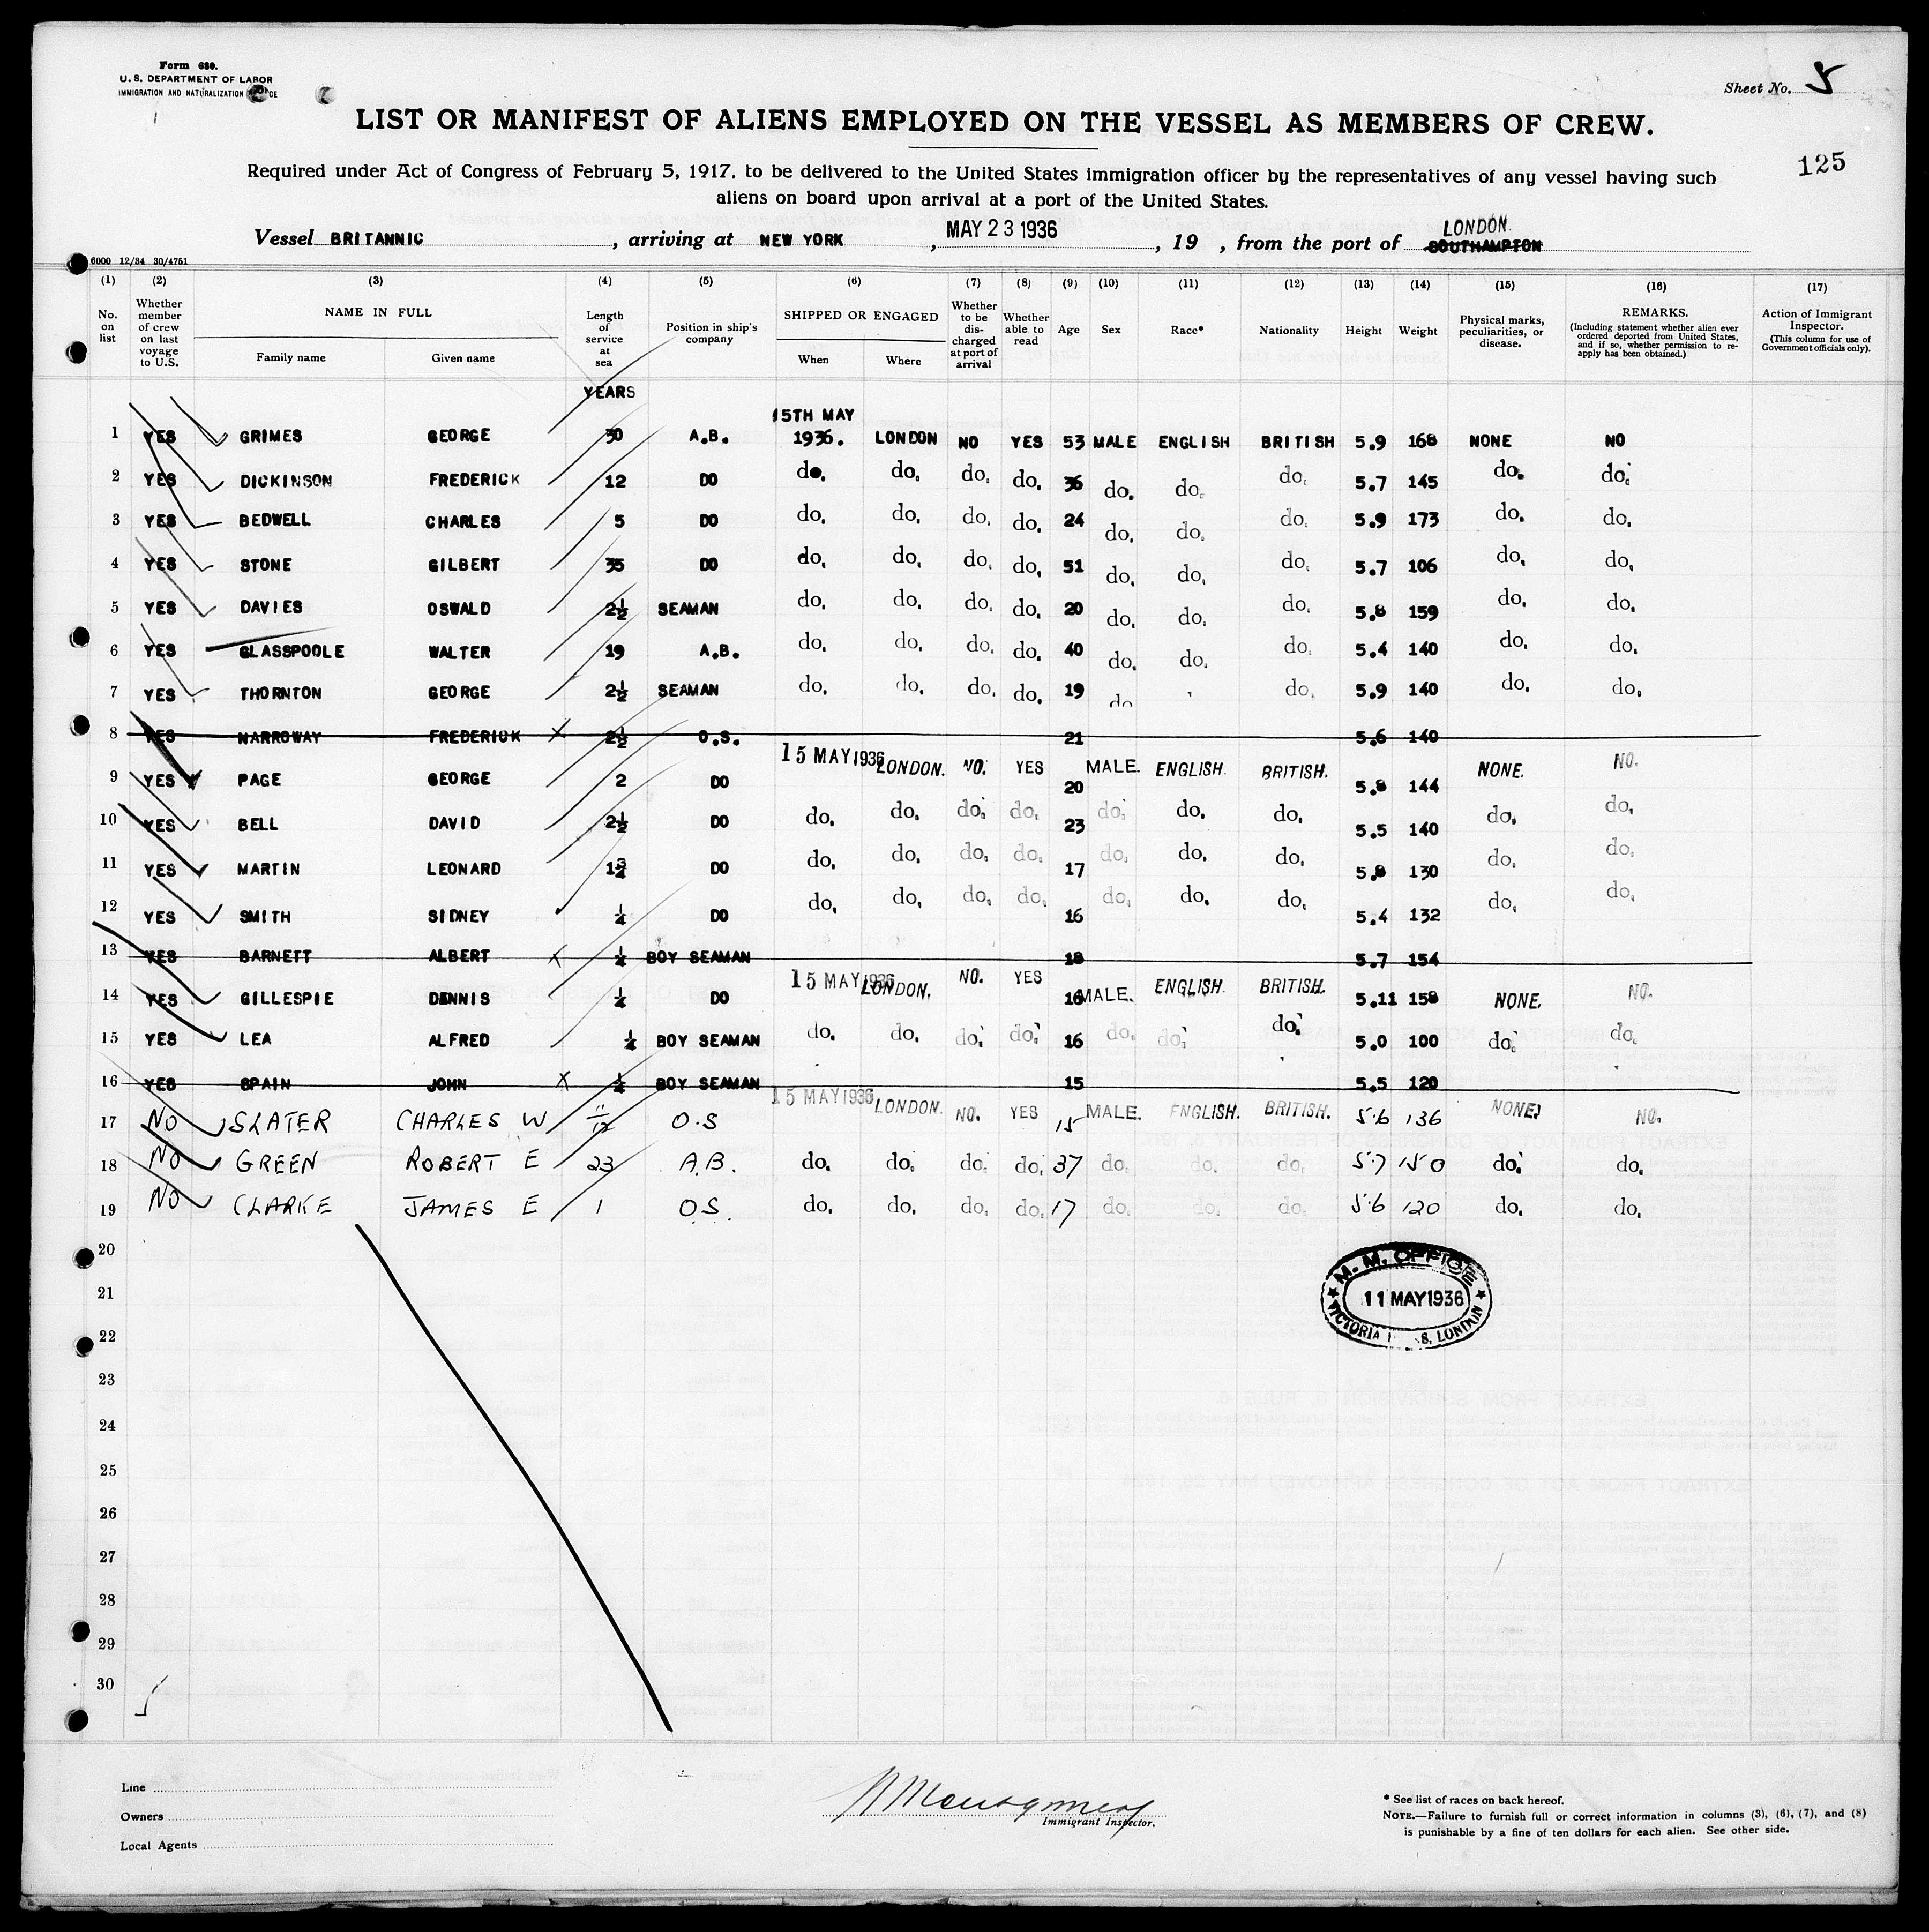 Form 680.
U. S. DEPARTMENT OF LABOR
IMMIGRATION AND NATURALIZATION
Sheet No. 5
LIST OR MANIFEST OF ALIENS EMPLOYED ON THE VESSEL AS MEMBERS OF CREW.
125
Required under Act of Congress of February 5, 1917, to be delivered to the United States immigration officer by the representatives of any vessel having such
aliens on board upon arrival at a port of the United States.
LONDON.
Vessel BRITANNIC, arriving at NEW YORK, MAY 23 1936, 19 , from the port of SOUTHAMPTON
6000 12/34 30/4751
(1) (2) (3) (4) (5) (6) (7) (8) (9) (10) (11) (12) (13) (14) (15) (16) (17)
No. on list
Whether member of crew on last voyage to U.S.
NAME IN FULL
Family name
Given name
Length of service at sea
Position in ship's company
SHIPPED OR ENGAGED
When
Where
Whether to be discharged at port of arrival
Whether able to read
Age
Sex
Race*
Nationality
Height
Weight
Physical marks, peculiarities, or disease.
REMARKS.
(Including statement whether alien ever ordered deported from United States, and if so, whether permission to re-apply has been obtained.)
Action of Immigrant Inspector.
(This column for use of Government officials only).
YEARS
15TH MAY
1 YES GRIMES GEORGE 30 A.B. 1936. LONDON NO YES 53 MALE ENGLISH BRITISH 5.9 168 NONE NO
2 YES DICKINSON FREDERICK 12 DO do. do. do. do. 36 do. do. do. 5.7 145 do. do.
3 YES BEDWELL CHARLES 5 DO do. do. do. do. 24 do. do. do. 5.9 173 do. do.
4 YES STONE GILBERT 35 DO do. do. do. do. 51 do. do. do. 5.7 106 do. do.
5 YES DAVIES OSWALD 2½ SEAMAN do. do. do. do. 20 do. do. do. 5.8 159 do. do.
6 YES GLASSPOOLE WALTER 19 A.B. do. do. do. do. 40 do. do. do. 5.4 140 do. do.
7 YES THORNTON GEORGE 2½ SEAMAN do. do. do. do. 19 do do. 5.9 140 do. do.
8 YES NARROWAY FREDERICK X 2½ O.S. 21 5.6 140
9 YES PAGE GEORGE 2 DO 15 MAY 1936 LONDON. NO. YES 20 MALE. ENGLISH. BRITISH. 5.8 144 NONE. NO.
10 YES BELL DAVID 2½ DO do. do. do. do. 23 do. do. do. 5.5 140 do. do.
11 YES MARTIN LEONARD 1¾ DO do. do. do. do. 17 do. do. do. 5.8 130 do. do.
12 YES SMITH SIDNEY ¼ DO do. do. do. do. 16 do. do. do. 5.4 132 do. do.
13 YES BARNETT ALBERT X ¼ BOY SEAMAN 18 5.7 154
14 YES GILLESPIE DENNIS ¼ DO 15 MAY 1936 LONDON. NO. YES 16 MALE. ENGLISH. BRITISH. 5.11 158 NONE. NO.
15 YES LEA ALFRED ¼ BOY SEAMAN do. do. do. do. 16 do. do. do. 5.0 100 do. do.
16 YES SPAIN JOHN X ¼ BOY SEAMAN 15 5.5 120
17 NO SLATER CHARLES W 11/12 O.S 15 MAY 1936 LONDON. NO. YES 15 MALE. ENGLISH. BRITISH. 5.6 136 NONE. NO.
18 NO GREEN ROBERT E 23 A.B. do. do. do. do. 37 do. do. do. 5.7 150 do. do.
19 NO CLARKE JAMES E 1 O.S. do. do. do. do. 17 do. do. do. 5.6 120 do. do.
20
21
22
23
24
25
26
27
28
29
30
M. M. OFFICE
11 MAY 1936
VICTORIA 8, LONDON
Line
Owners
Local Agents
Montgomery
Immigrant Inspector.
* See list of races on back hereof.
NOTE.—Failure to furnish full or correct information in columns (3), (6), (7), and (8)
is punishable by a fine of ten dollars for each alien. See other side.